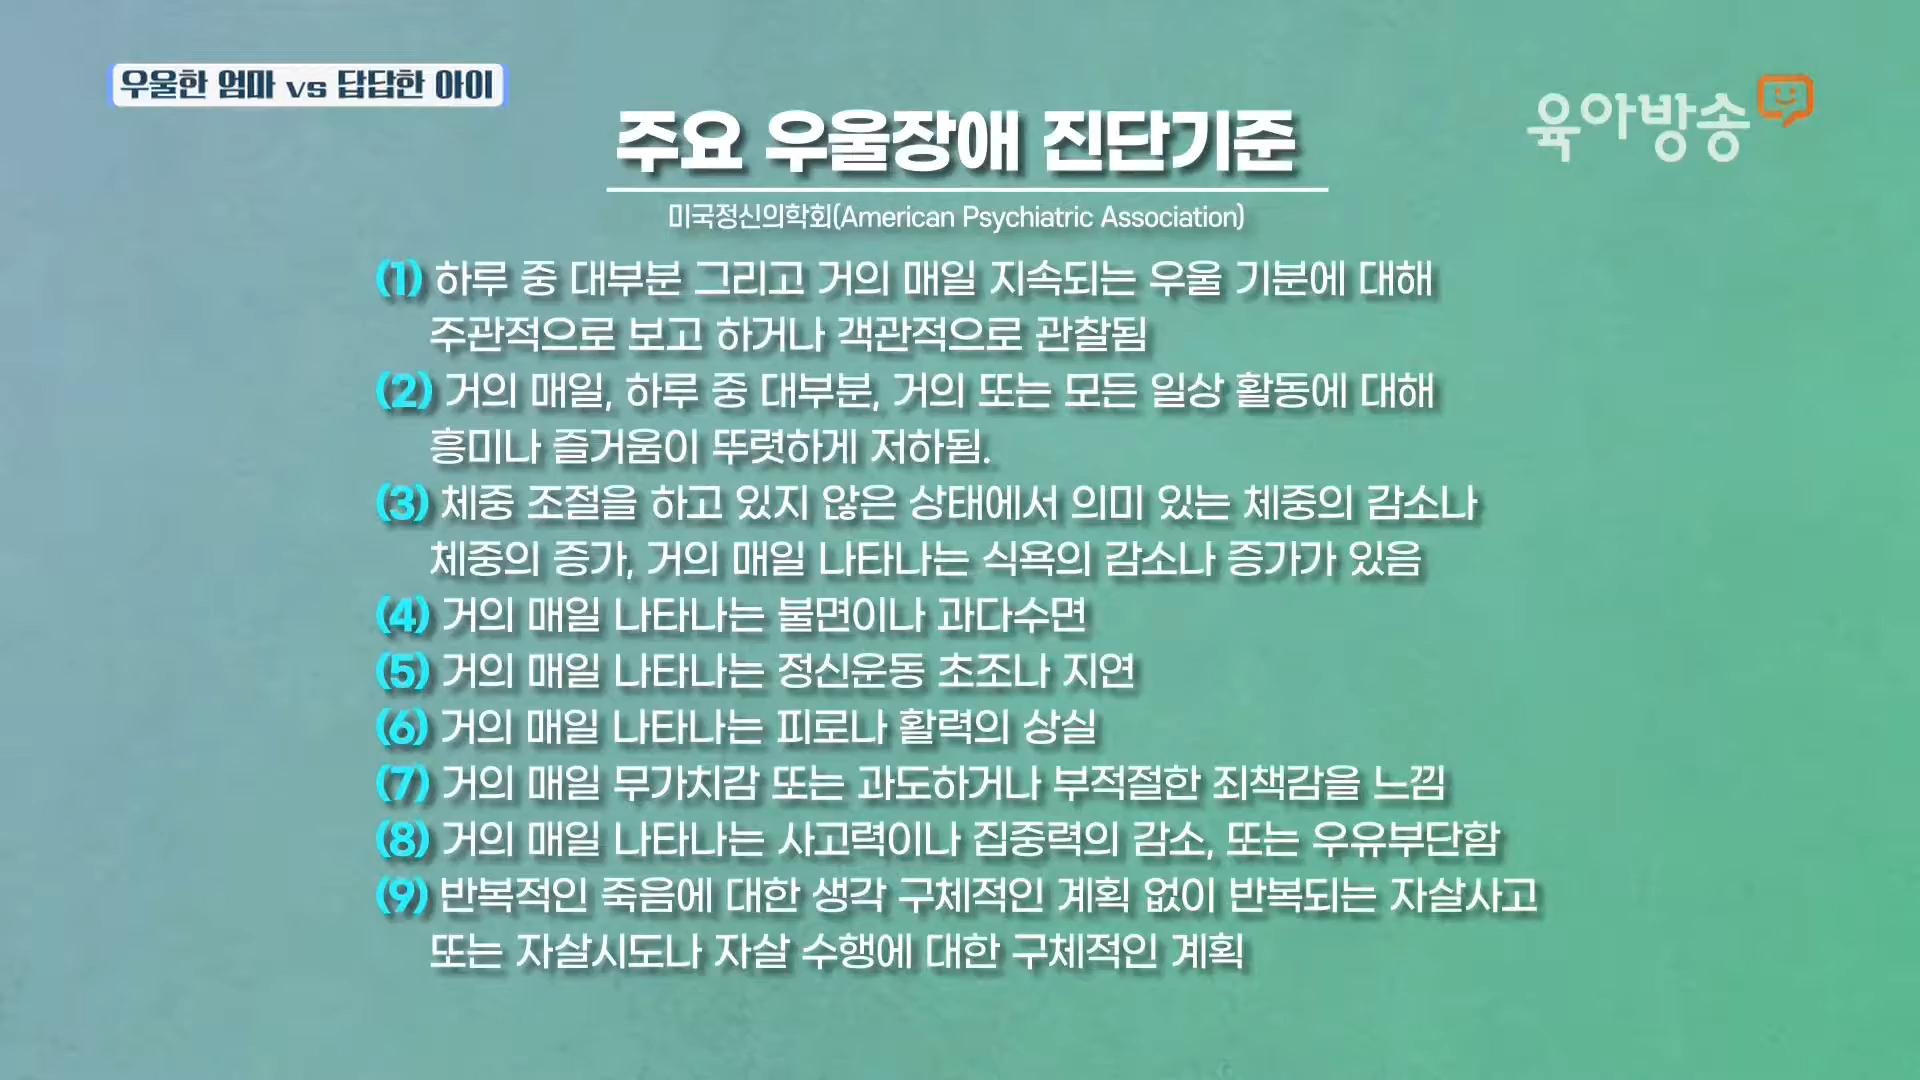 우울한 엄마 vs 답답한 아이
육아방송
주요 우울장애 진단기준
미국정신의학회(American Psychiatric Association)
(1) 하루 중 대부분 그리고 거의 매일 지속되는 우울 기분에 대해
주관적으로 보고 하거나 객관적으로 관찰됨
(2) 거의 매일, 하루 중 대부분, 거의 또는 모든 일상 활동에 대해
흥미나 즐거움이 뚜렷하게 저하됨.
(3) 체중 조절을 하고 있지 않은 상태에서 의미 있는 체중의 감소나
체중의 증가, 거의 매일 나타나는 식욕의 감소나 증가가 있음
(4) 거의 매일 나타나는 불면이나 과다수면
(5) 거의 매일 나타나는 정신운동 초조나 지연
(6) 거의 매일 나타나는 피로나 활력의 상실
(7) 거의 매일 무가치감 또는 과도하거나 부적절한 죄책감을 느낌
(8) 거의 매일 나타나는 사고력이나 집중력의 감소, 또는 우유부단함
(9) 반복적인 죽음에 대한 생각 구체적인 계획 없이 반복되는 자살사고
또는 자살시도나 자살 수행에 대한 구체적인 계획